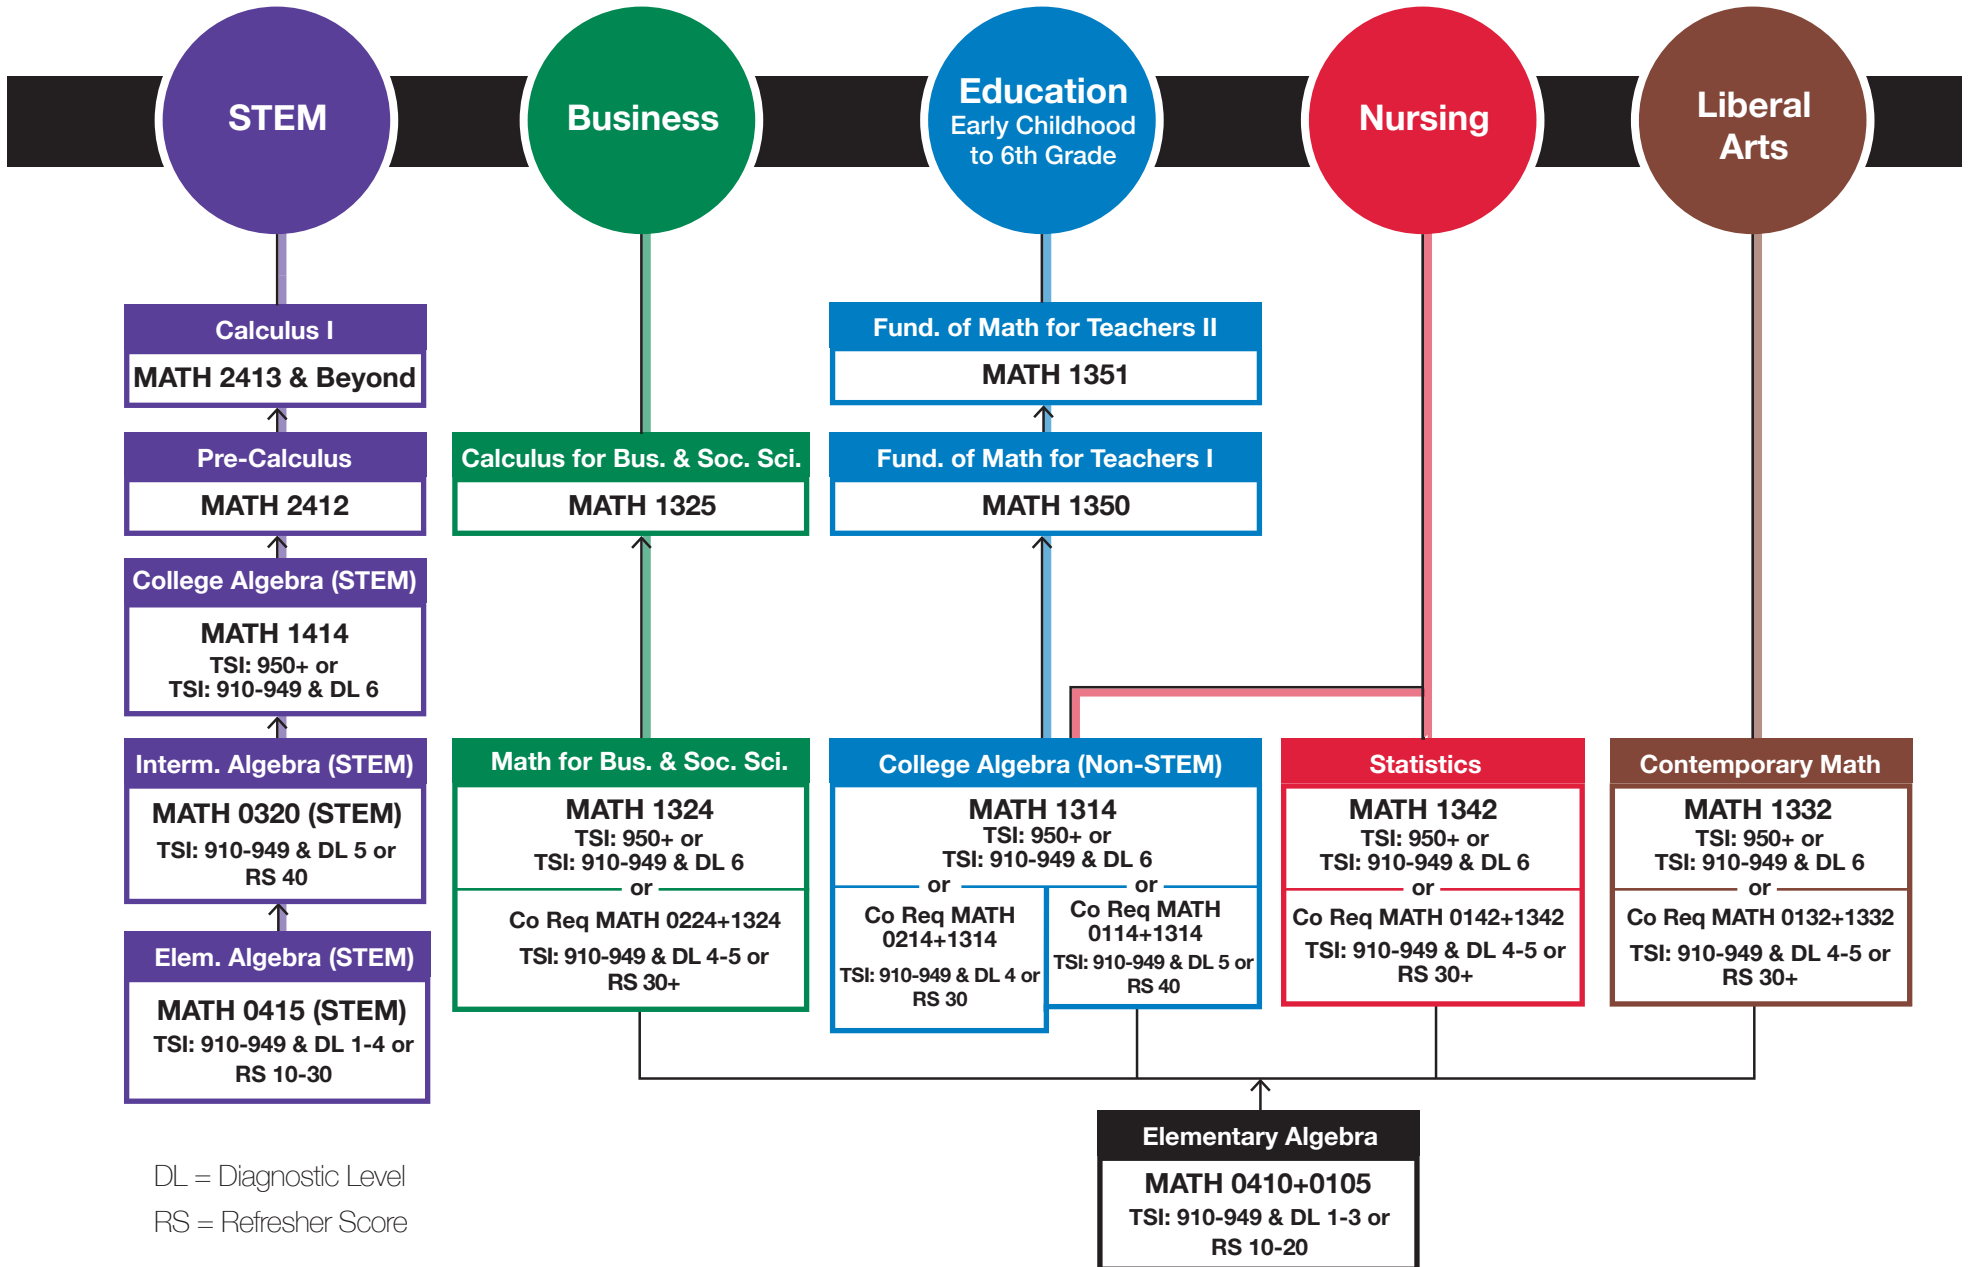 STEM
Business
Education
Early Childhood
to 6th Grade
Nursing
Liberal
Arts
Calculus I
MATH 2413 & Beyond
Pre-Calculus
MATH 2412
College Algebra (STEM)
MATH 1414
TSI: 950+ or
TSI: 910-949 & DL 6
Interm. Algebra (STEM)
MATH 0320 (STEM)
TSI: 910-949 & DL 5 or
RS 40
Elem. Algebra (STEM)
MATH 0415 (STEM)
TSI: 910-949 & DL 1-4 or
RS 10-30
Calculus for Bus. & Soc. Sci.
MATH 1325
Math for Bus. & Soc. Sci.
MATH 1324
TSI: 950+ or
TSI: 910-949 & DL 6
or
Co Req MATH 0224+1324
TSI: 910-949 & DL 4-5 or
RS 30+
Fund. of Math for Teachers II
MATH 1351
Fund. of Math for Teachers I
MATH 1350
College Algebra (Non-STEM)
MATH 1314
TSI: 950+ or
TSI: 910-949 & DL 6
or
Co Req MATH
0214+1314
TSI: 910-949 & DL 4 or
RS 30
or
Co Req MATH
0114+1314
TSI: 910-949 & DL 5 or
RS 40
Statistics
MATH 1342
TSI: 950+ or
TSI: 910-949 & DL 6
or
Co Req MATH 0142+1342
TSI: 910-949 & DL 4-5 or
RS 30+
Contemporary Math
MATH 1332
TSI: 950+ or
TSI: 910-949 & DL 6
or
Co Req MATH 0132+1332
TSI: 910-949 & DL 4-5 or
RS 30+
Elementary Algebra
MATH 0410+0105
TSI: 910-949 & DL 1-3 or
RS 10-20
DL = Diagnostic Level
RS = Refresher Score